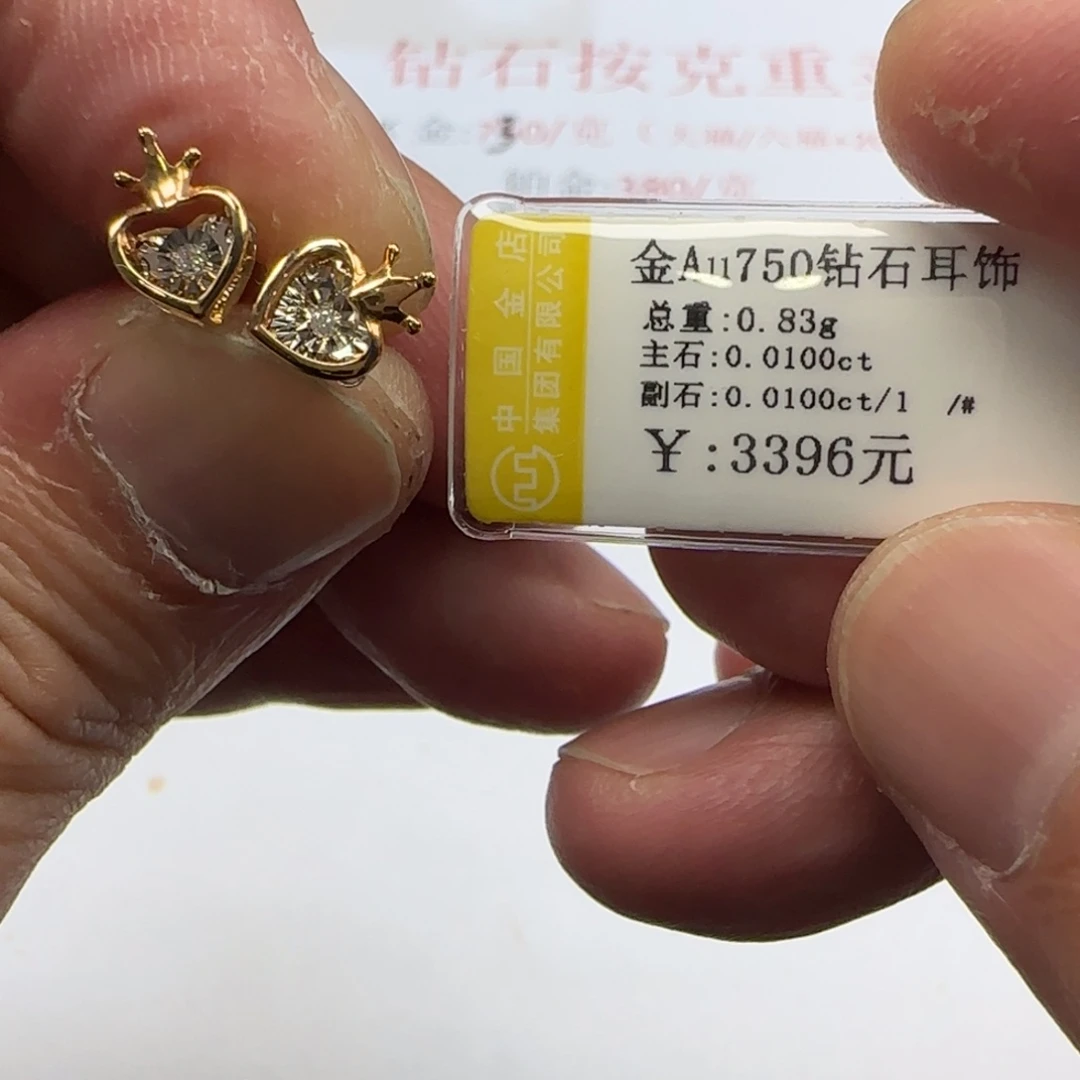 钻石按克重
中国金店
集团有限公司
金Au750钻石耳饰
总重:0.83g
主石:0.0100ct
副石:0.0100ct/1 /#
￥:3396元